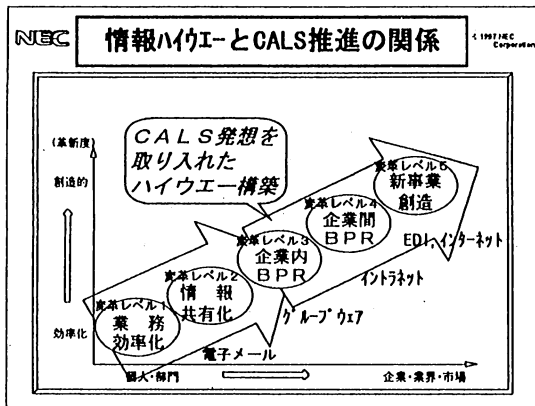 NEC
情報ハイウエーとCALS推進の関係
1997 NEC
Corporation
(革新度)
創造的
効率化
CALS発想を
取り入れた
ハイウエー構築
変革レベル5
新事業
創造
変革レベル4
企業間
BPR
EDI、インターネット
変革レベル3
企業内
BPR
イントラネット
変革レベル2
情報
共有化
グループウェア
変革レベル1
業務
効率化
電子メール
個人・部門
企業・業界・市場